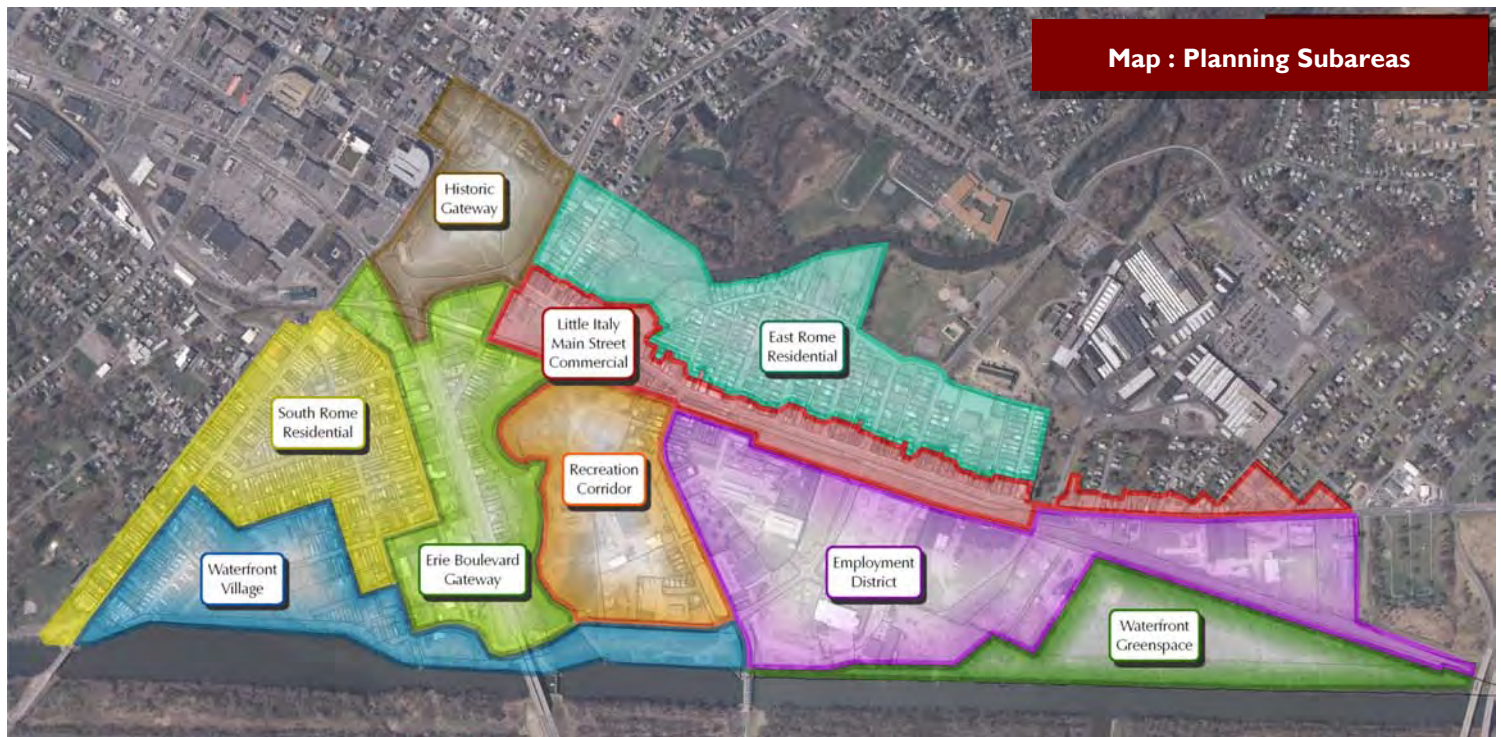 Map : Planning Subareas
Historic
Gateway
Little Italy
Main Street
Commercial
East Rome
Residential
South Rome
Residential
Recreation
Corridor
Waterfront
Village
Erie Boulevard
Gateway
Employment
District
Waterfront
Greenspace